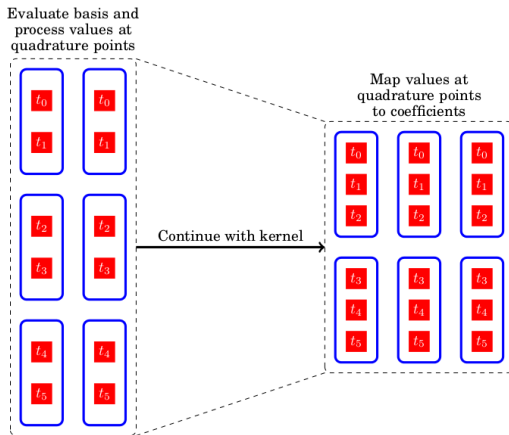 Evaluate basis and
process values at
quadrature points
t0 t0
t1 t1
t2 t2
t3 t3
t4 t4
t5 t5
Continue with kernel
Map values at
quadrature points
to coefficients
t0 t0 t0
t1 t1 t1
t2 t2 t2
t3 t3 t3
t4 t4 t4
t5 t5 t5